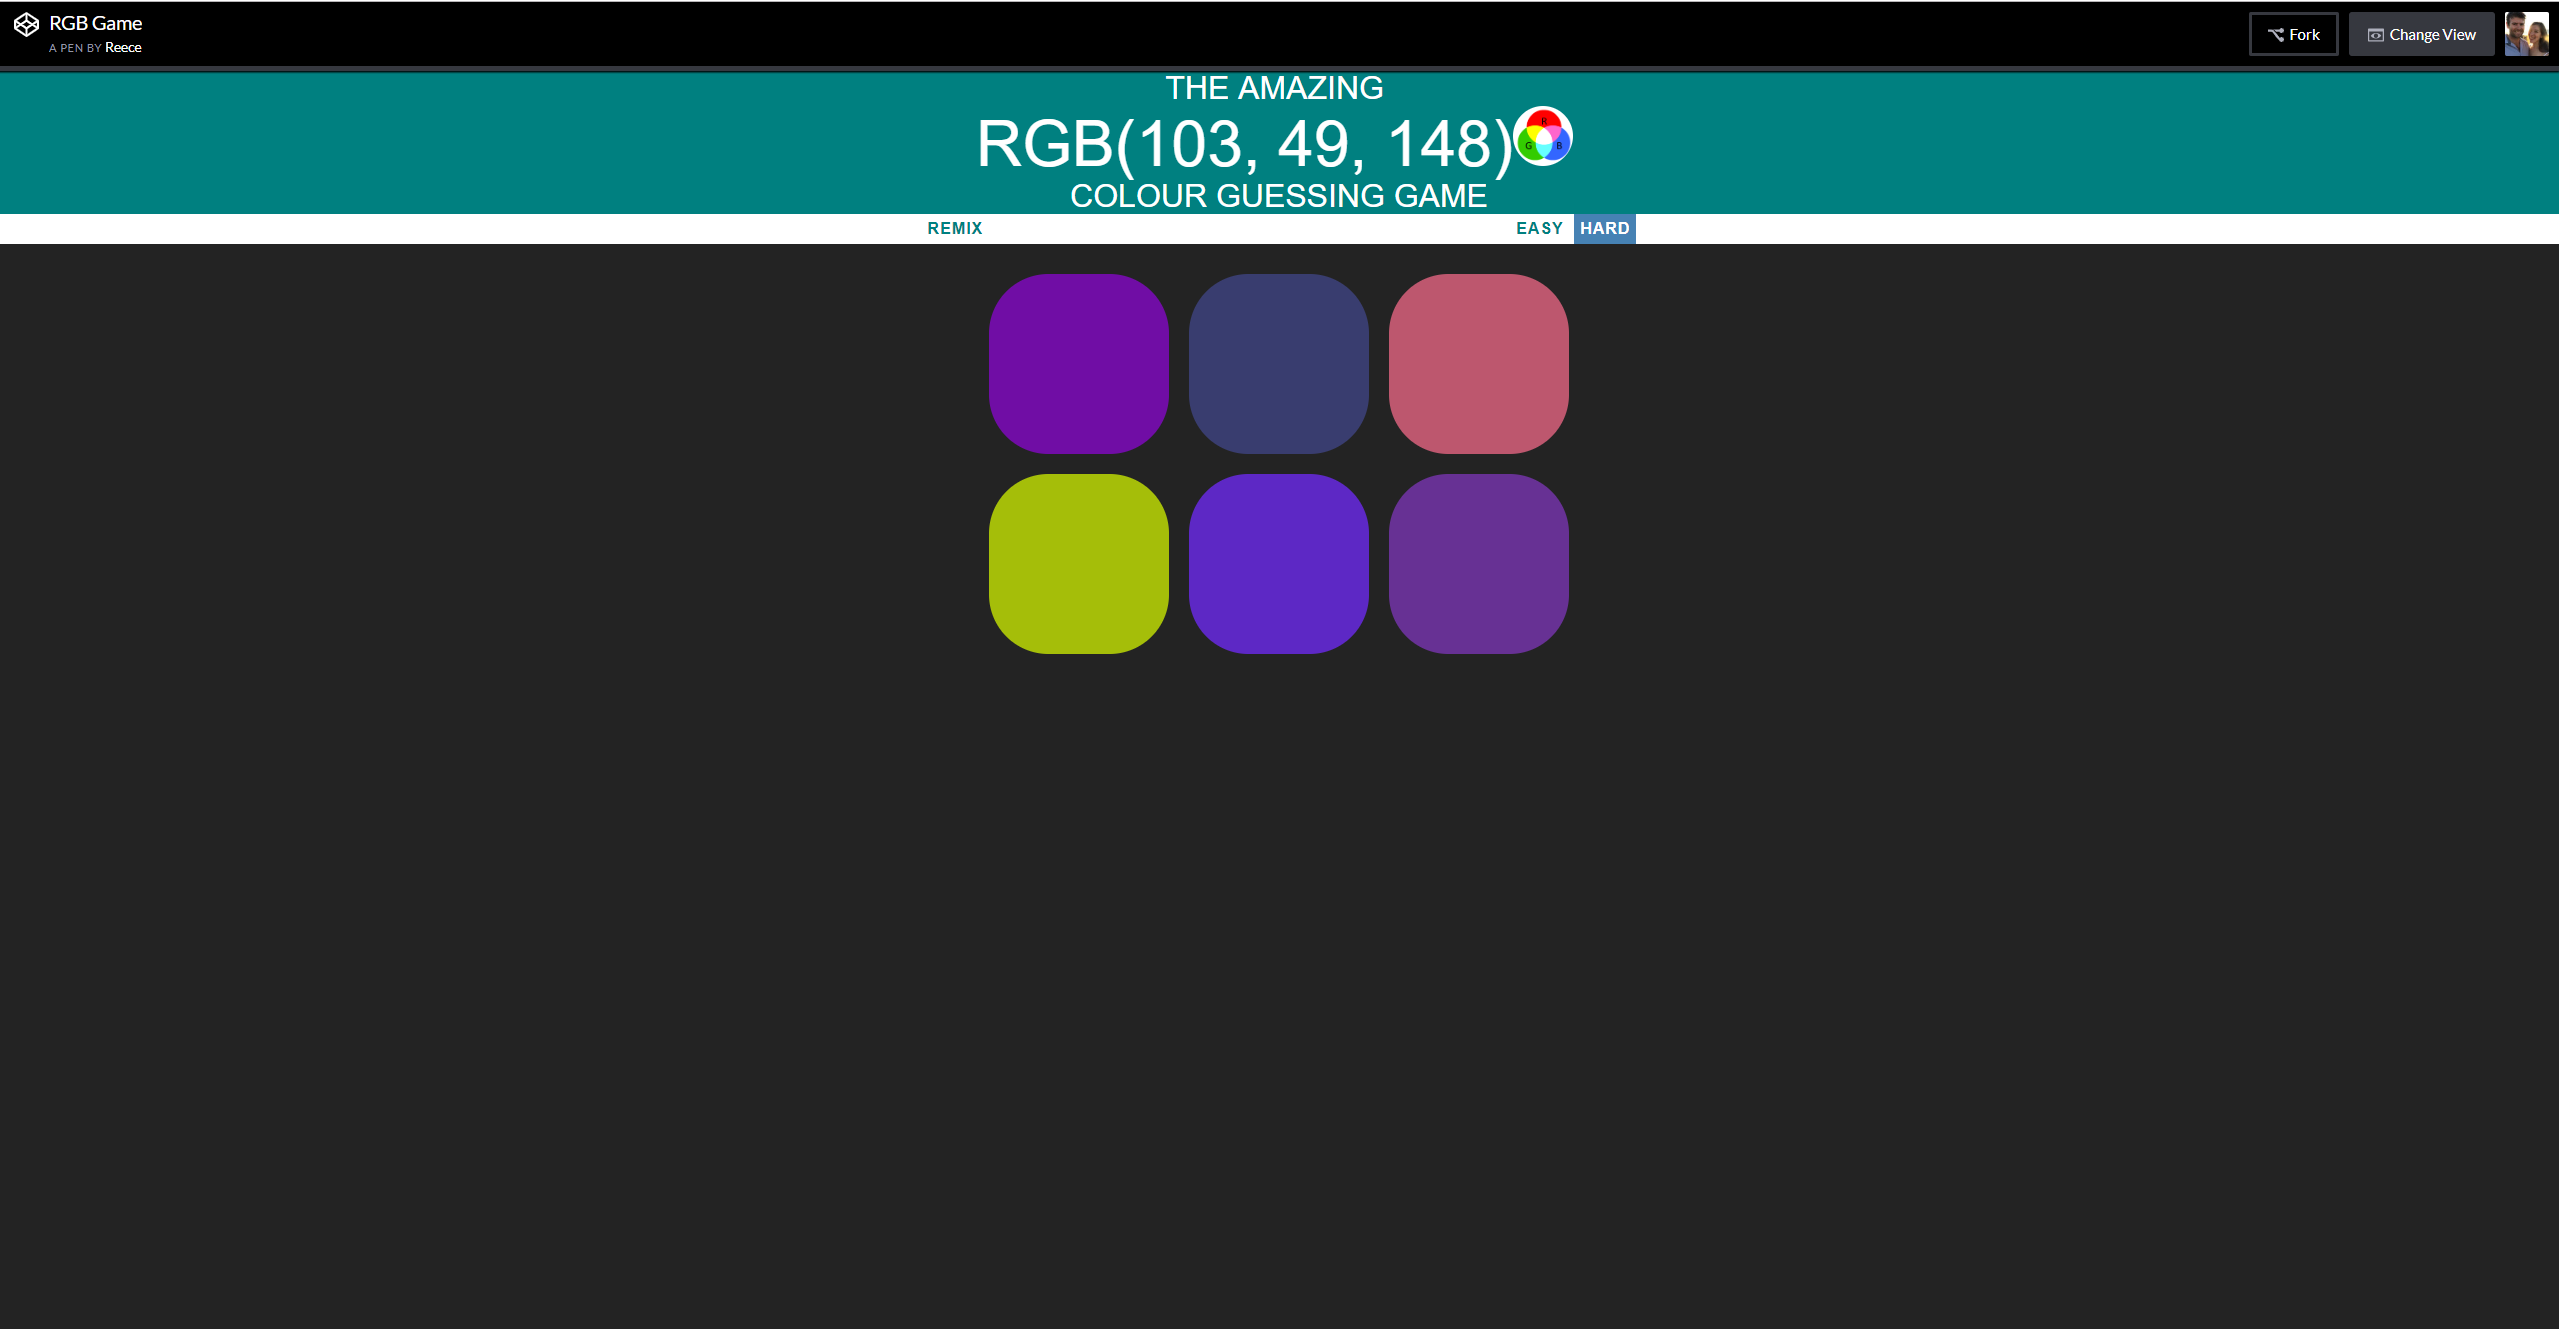 RGB Game
A PEN BY Reece
Fork
Change View
THE AMAZING
RGB(103, 49, 148)
R
G B
COLOUR GUESSING GAME
REMIX
EASY HARD